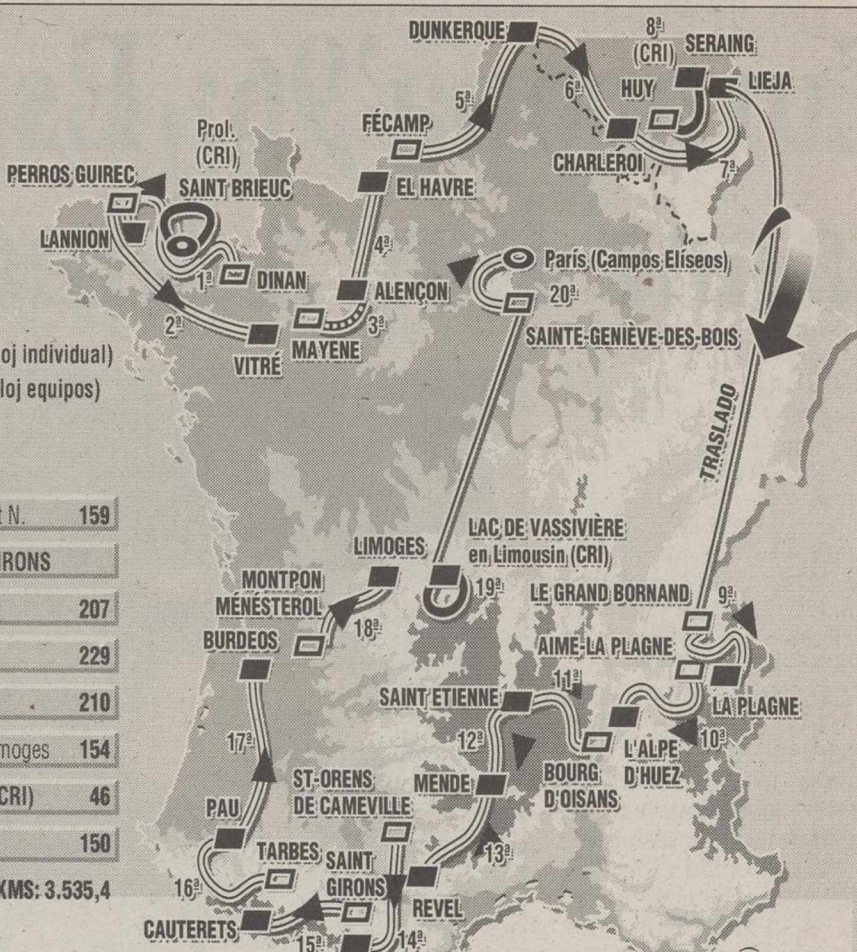 DUNKERQUE
8ª
(CRI)
SERAING
HUY
LIEJA
5ª
6ª
CHARLEROI
7ª
Prol.
(CRI)
FÉCAMP
PERROS GUIREC
SAINT BRIEUC
EL HAVRE
LANNION
4ª
1ª
DINAN
ALENÇON
París (Campos Elíseos)
20ª
2ª
VITRÉ
MAYENE
3ª
SAINTE-GENIÈVE-DES-BOIS
oj individual)
loj equipos)
TRASLADO
t N. 159
IRONS
207
229
210
moges 154
CRI) 46
150
KMS: 3.535,4
LIMOGES
LAC DE VASSIVIÈRE
en Limousin (CRI)
19ª
MONTPON
MÉNESTEROL
18ª
BURDEOS
LE GRAND BORNAND
9ª
AIME-LA PLAGNE
LA PLAGNE
10ª
SAINT ETIENNE
11ª
L'ALPE
D'HUEZ
BOURG
D'OISANS
12ª
17ª
ST-ORENS
DE CAMEVILLE
MENDE
PAU
13ª
TARBES
SAINT
GIRONS
REVEL
16ª
CAUTERETS
15ª
14ª